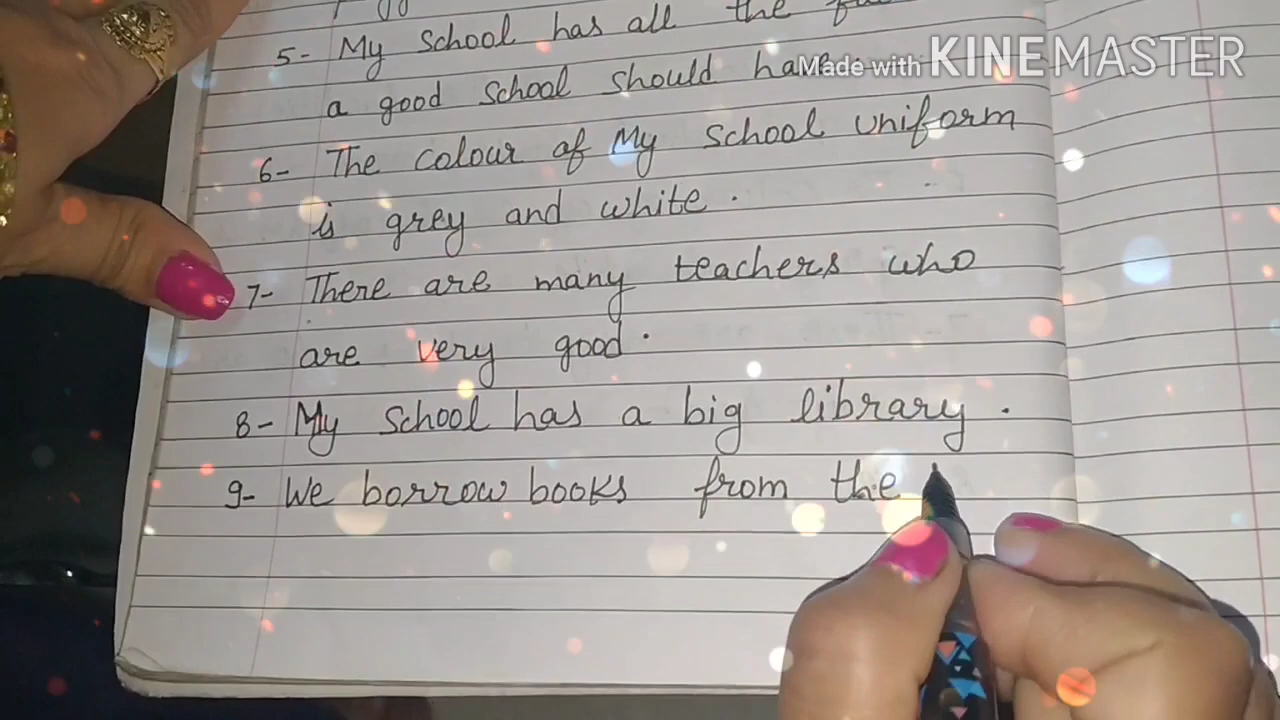 5- My school has all the
a good school should have.
Made with KINEMASTER
6- The colour of My school uniform
is grey and white.
7- There are many teachers who
are very good.
8- My school has a big library.
9- We borrow books from the